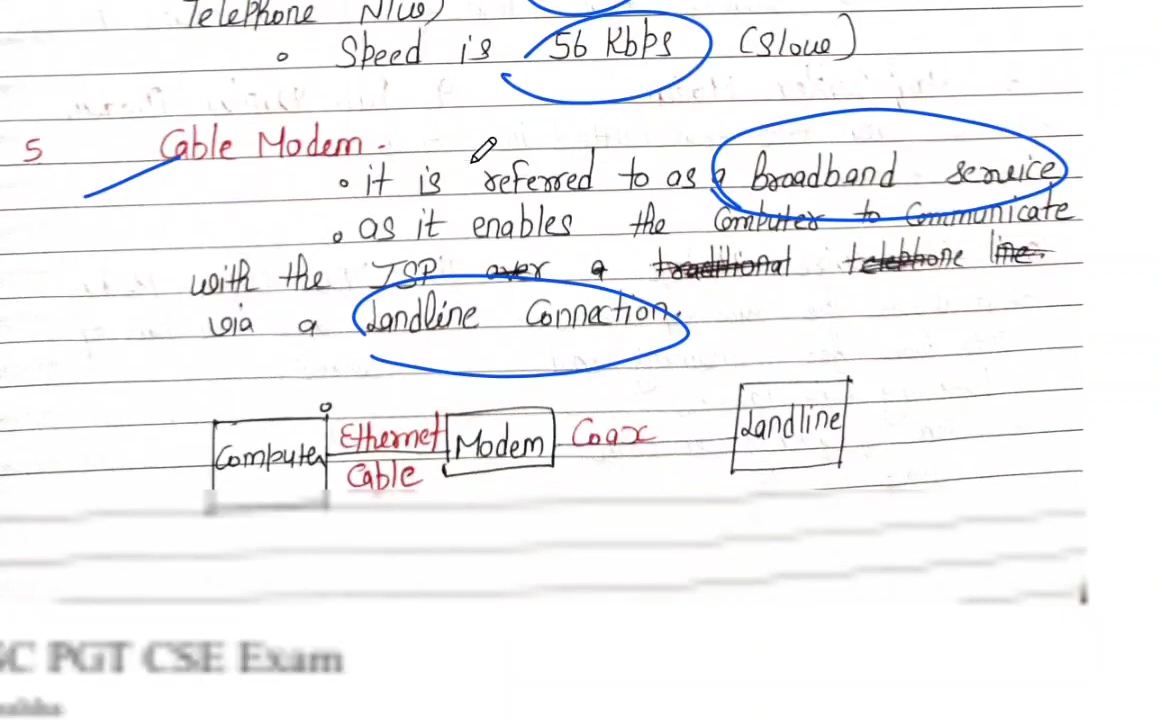 Telephone N/w)
∘ Speed is 56 Kbps (Slowe)
5 Cable Modem -
• it is referred to as a Broadband service
• as it enables the Computer to Communicate
with the ISP over a traditional telephone line.
via a Landline Connection.
Computer Ethernet Cable Modem Coax Landline
C PGT CSE Exam